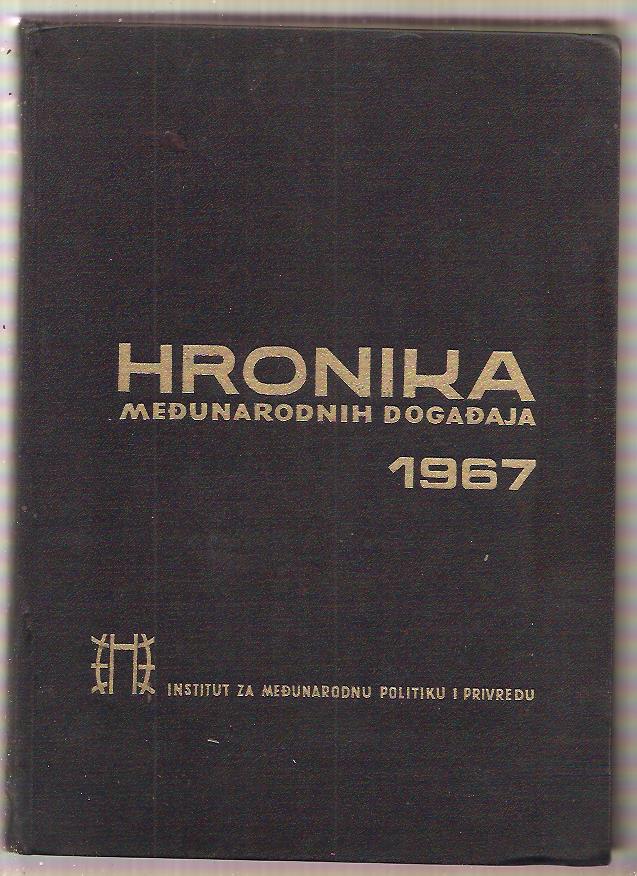 HRONIKA
MEĐUNARODNIH DOGAĐAJA
1967
INSTITUT ZA MEĐUNARODNU POLITIKU I PRIVREDU